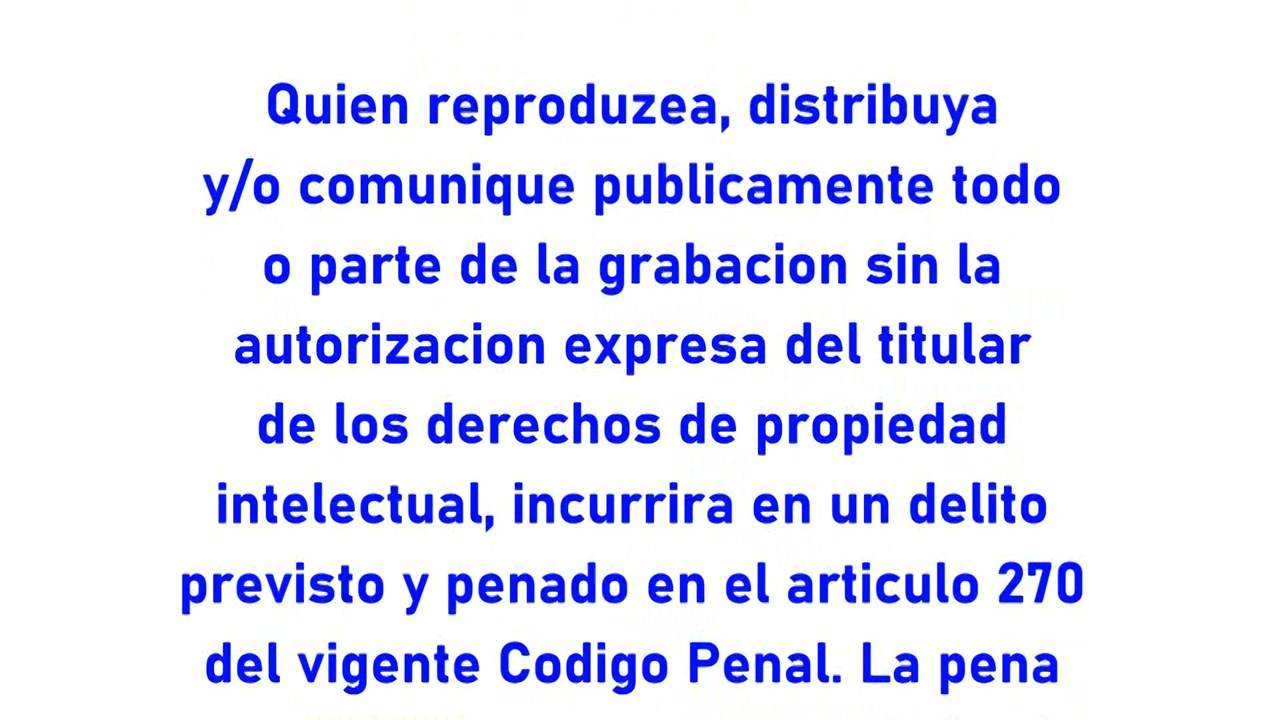 Quien reproduzea, distribuya
y/o comunique publicamente todo
o parte de la grabacion sin la
autorizacion expresa del titular
de los derechos de propiedad
intelectual, incurrira en un delito
previsto y penado en el articulo 270
del vigente Codigo Penal. La pena